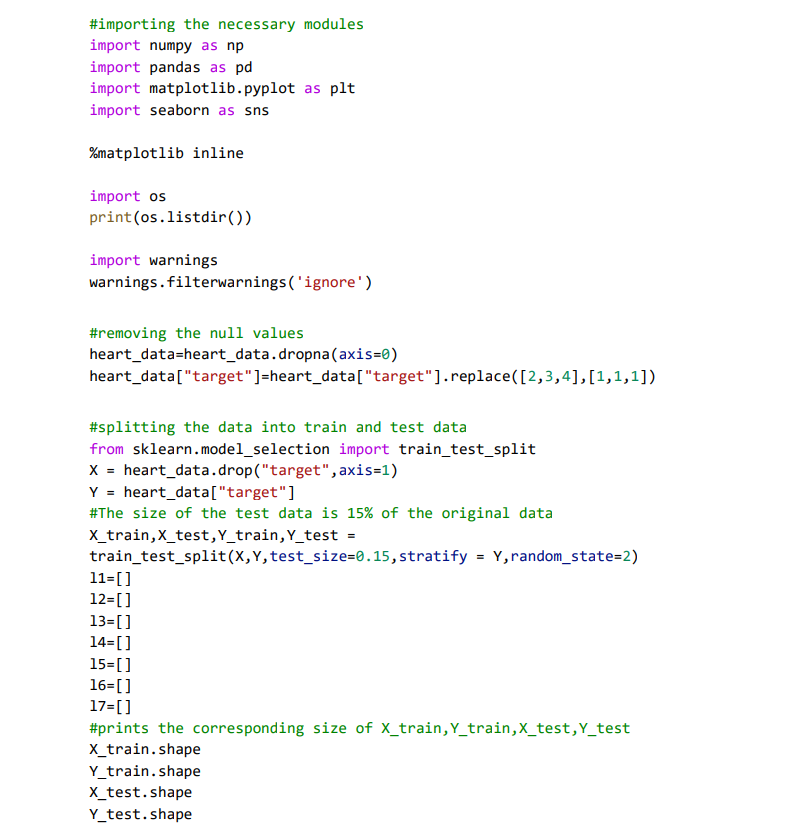 #importing the necessary modules
import numpy as np
import pandas as pd
import matplotlib.pyplot as plt
import seaborn as sns
%matplotlib inline
import os
print(os.listdir())
import warnings
warnings.filterwarnings('ignore')
#removing the null values
heart_data=heart_data.dropna(axis=0)
heart_data["target"]=heart_data["target"].replace([2,3,4],[1,1,1])
#splitting the data into train and test data
from sklearn.model_selection import train_test_split
X = heart_data.drop("target",axis=1)
Y = heart_data["target"]
#The size of the test data is 15% of the original data
X_train,X_test,Y_train,Y_test =
train_test_split(X,Y,test_size=0.15,stratify = Y,random_state=2)
l1=[]
l2=[]
l3=[]
l4=[]
l5=[]
l6=[]
l7=[]
#prints the corresponding size of X_train,Y_train,X_test,Y_test
X_train.shape
Y_train.shape
X_test.shape
Y_test.shape